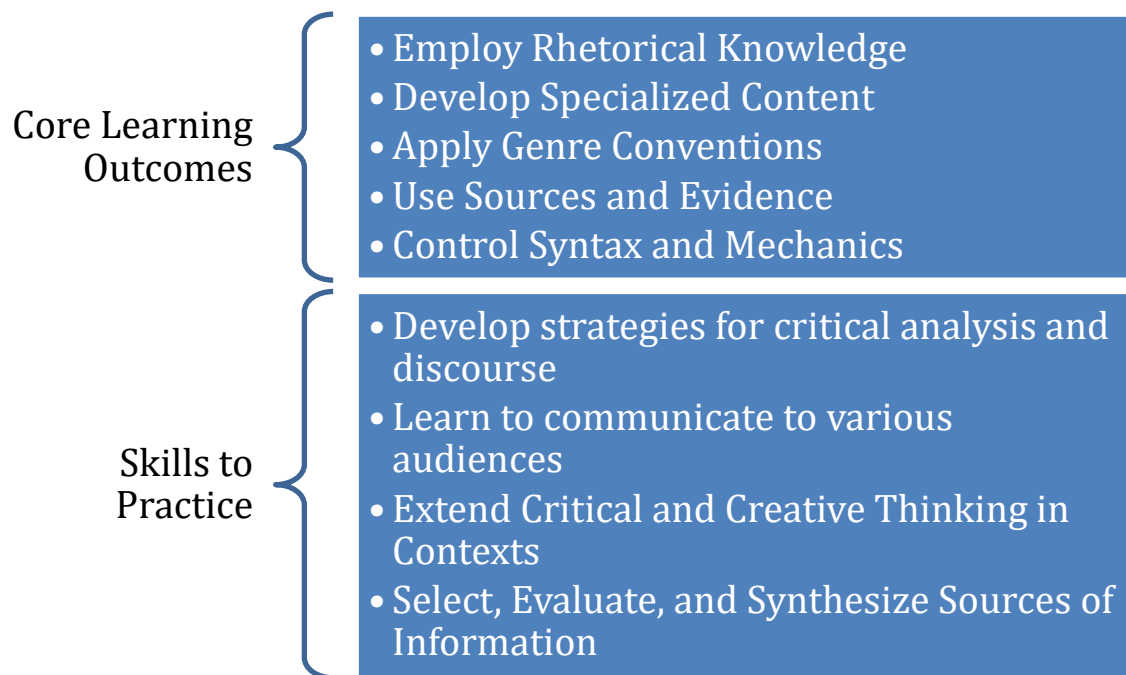 Core Learning
Outcomes
• Employ Rhetorical Knowledge
• Develop Specialized Content
• Apply Genre Conventions
• Use Sources and Evidence
• Control Syntax and Mechanics
Skills to
Practice
• Develop strategies for critical analysis and
discourse
• Learn to communicate to various
audiences
• Extend Critical and Creative Thinking in
Contexts
• Select, Evaluate, and Synthesize Sources of
Information